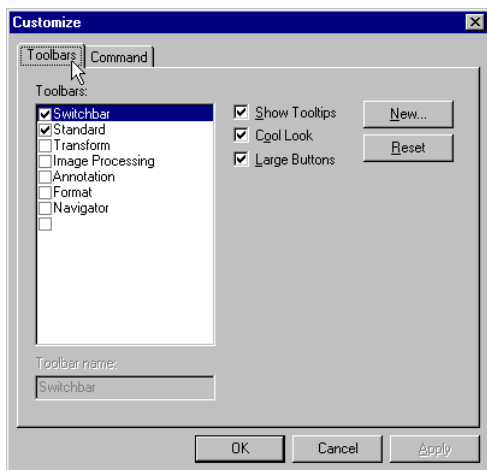 Customize
Toolbars Command
Toolbars:
Switchbar
Standard
Transform
Image Processing
Annotation
Format
Navigator
Show Tooltips
Cool Look
Large Buttons
New...
Reset
Toolbar name:
Switchbar
OK Cancel Apply